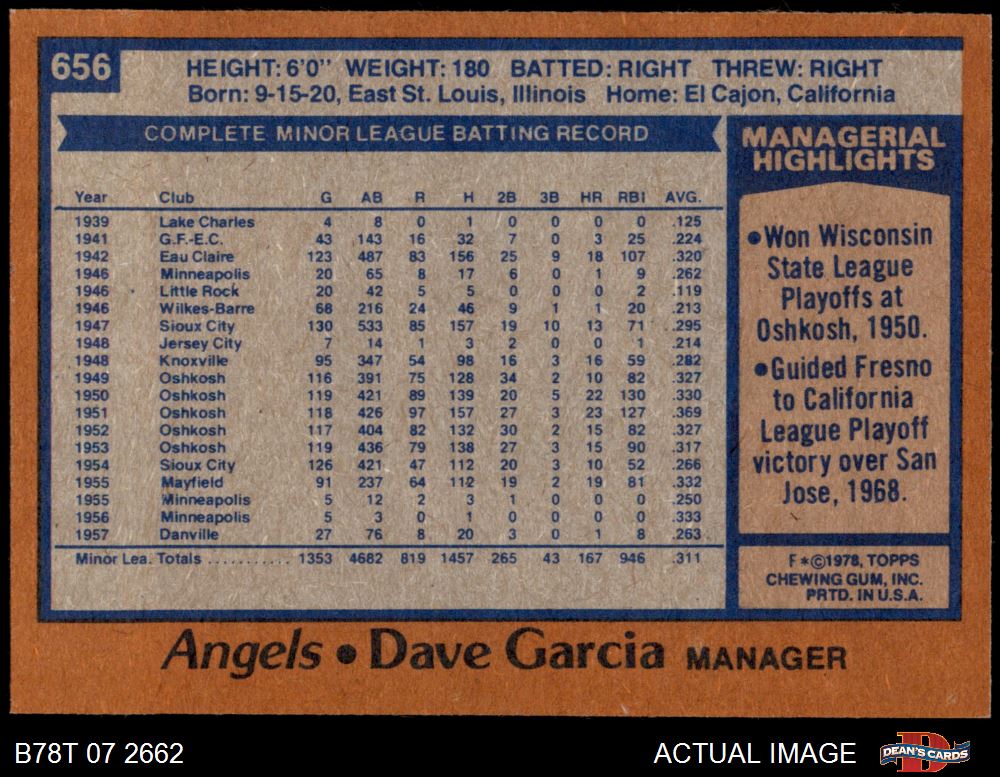 656
HEIGHT: 6'0" WEIGHT: 180 BATTED: RIGHT THREW: RIGHT
Born: 9-15-20, East St. Louis, Illinois Home: El Cajon, California
COMPLETE MINOR LEAGUE BATTING RECORD
Year Club G AB R H 2B 3B HR RBI AVG.
1939 Lake Charles 4 8 0 1 0 0 0 0 .125
1941 G.F.-E.C. 43 143 16 32 7 0 3 25 .224
1942 Eau Claire 123 487 83 156 25 9 18 107 .320
1946 Minneapolis 20 65 8 17 6 0 1 9 .262
1946 Little Rock 20 42 5 5 0 0 0 2 .119
1946 Wilkes-Barre 68 216 24 46 9 1 1 20 .213
1947 Sioux City 130 533 85 157 19 10 13 71 .295
1948 Jersey City 7 14 1 3 2 0 0 1 .214
1948 Knoxville 95 347 54 98 16 3 16 59 .282
1949 Oshkosh 116 391 75 128 34 2 10 82 .327
1950 Oshkosh 119 421 89 139 20 5 22 130 .330
1951 Oshkosh 118 426 97 157 27 3 23 127 .369
1952 Oshkosh 117 404 82 132 30 2 15 82 .327
1953 Oshkosh 119 436 79 138 27 3 15 90 .317
1954 Sioux City 126 421 47 112 20 3 10 52 .266
1955 Mayfield 91 237 64 112 19 2 19 81 .332
1955 Minneapolis 5 12 2 3 1 0 0 0 .250
1956 Minneapolis 5 3 0 1 0 0 0 0 .333
1957 Danville 27 76 8 20 3 0 1 8 .263
Minor Lea. Totals ........... 1353 4682 819 1457 265 43 167 946 .311
MANAGERIAL
HIGHLIGHTS
•Won Wisconsin
State League
Playoffs at
Oshkosh, 1950.
•Guided Fresno
to California
League Playoff
victory over San
Jose, 1968.
F*©1978, TOPPS
CHEWING GUM, INC.
PRTD. IN U.S.A.
Angels • Dave Garcia MANAGER
B78T 07 2662
ACTUAL IMAGE
DEAN'S CARDS